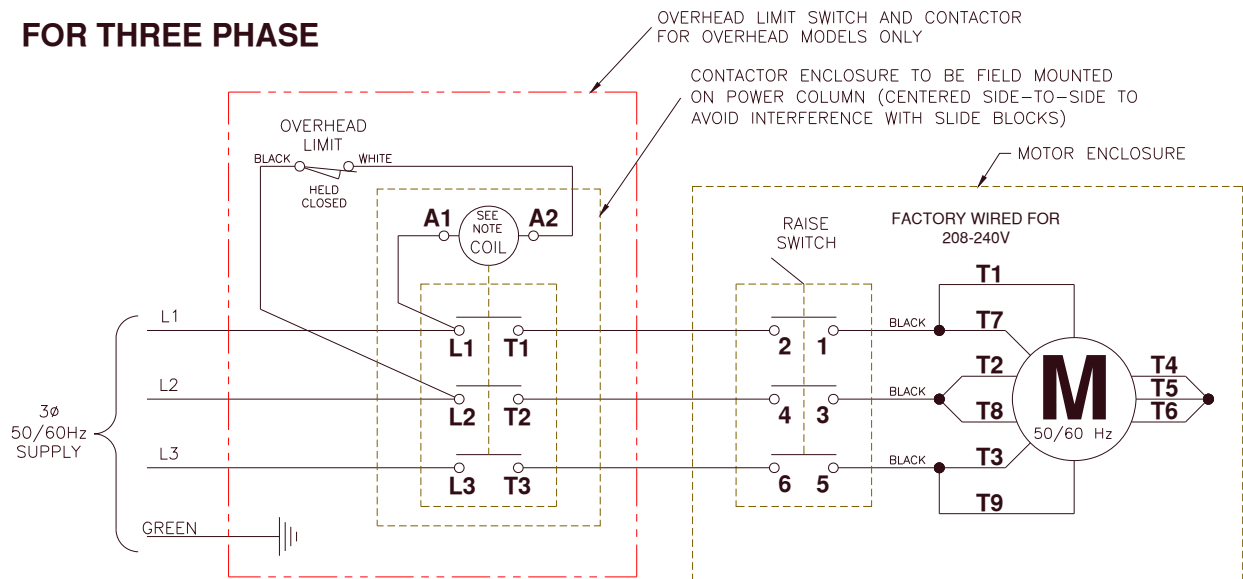 FOR THREE PHASE
OVERHEAD LIMIT SWITCH AND CONTACTOR
FOR OVERHEAD MODELS ONLY
CONTACTOR ENCLOSURE TO BE FIELD MOUNTED
ON POWER COLUMN (CENTERED SIDE-TO-SIDE TO
AVOID INTERFERENCE WITH SLIDE BLOCKS)
MOTOR ENCLOSURE
OVERHEAD
LIMIT
BLACK
WHITE
HELD
CLOSED
A1
SEE
NOTE
COIL
A2
RAISE
SWITCH
FACTORY WIRED FOR
208-240V
L1
L1
T1
2
1
BLACK
T1
T7
L2
L2
T2
4
3
BLACK
T2
T8
M
50/60 Hz
T4
T5
T6
3ø
50/60Hz
SUPPLY
L3
L3
T3
6
5
BLACK
T3
T9
GREEN